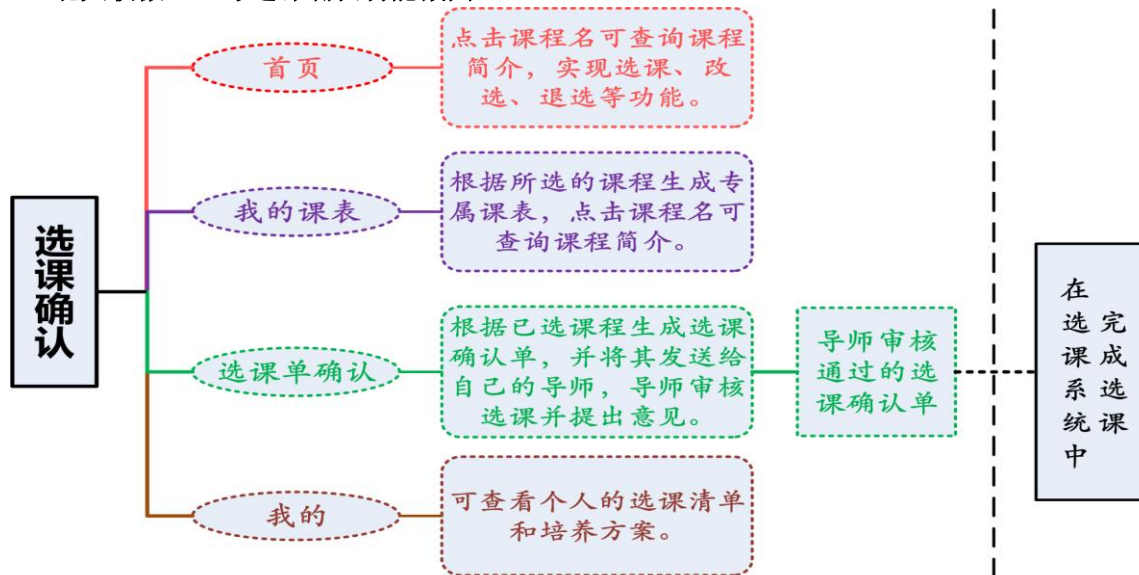 首页
点击课程名可查询课程
简介，实现选课、改
选、退选等功能。
我的课表
根据所选的课程生成专
属课表，点击课程名可
查询课程简介。
选课确认
选课单确认
根据已选课程生成选课
确认单，并将其发送给
自己的导师，导师审核
选课并提出意见。
导师审核
通过的选
课确认单
在选课系统中
完成选课
我的
可查看个人的选课清单
和培养方案。